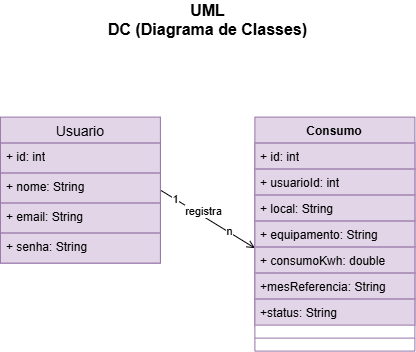 UML
DC (Diagrama de Classes)
Usuario
+ id: int
+ nome: String
+ email: String
+ senha: String
1
registra
n
Consumo
+ id: int
+ usuarioId: int
+ local: String
+ equipamento: String
+ consumoKwh: double
+mesReferencia: String
+status: String